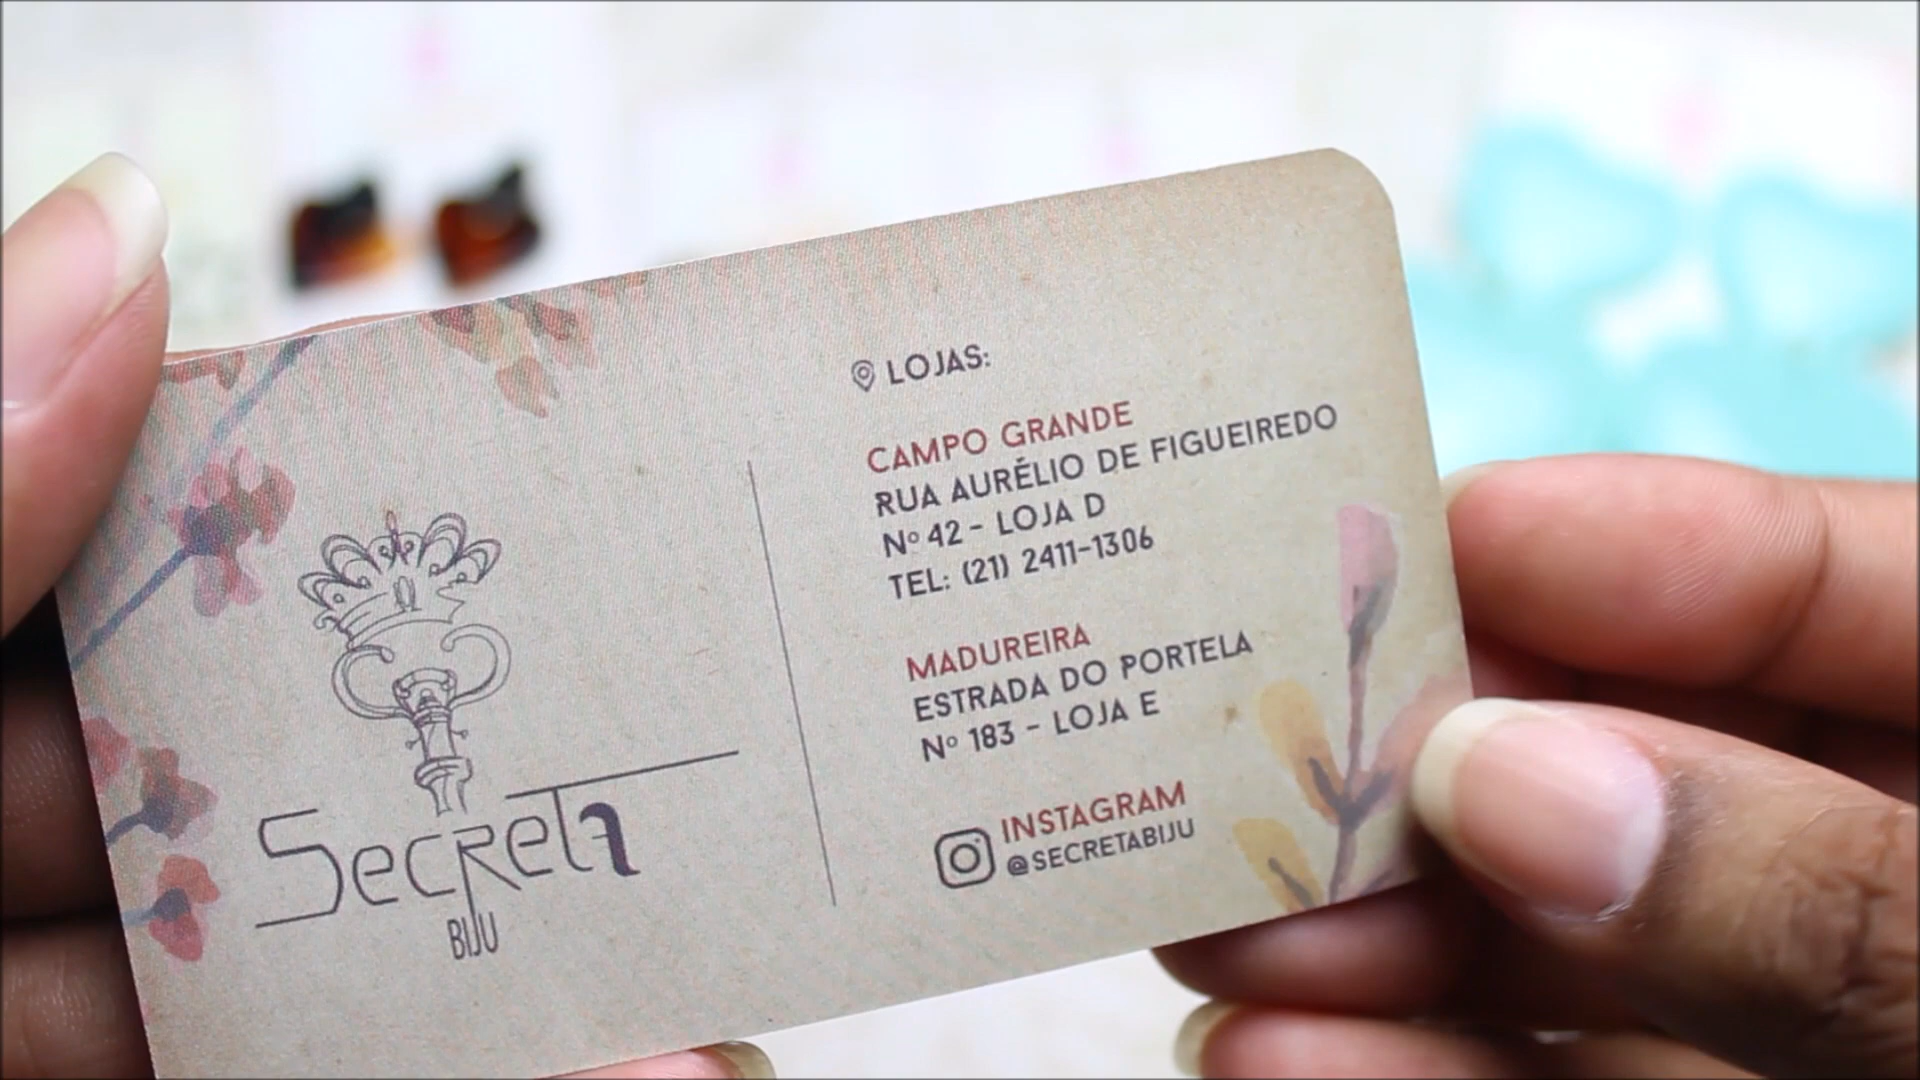 Secreta
BIJU
LOJAS:
CAMPO GRANDE
RUA AURÉLIO DE FIGUEIREDO
Nº 42 - LOJA D
TEL: (21) 2411-1306
MADUREIRA
ESTRADA DO PORTELA
Nº 183 - LOJA E
INSTAGRAM
@SECRETABIJU